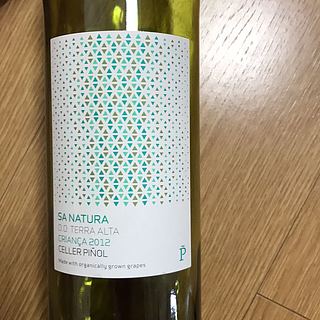 SA NATURA
D.O. TERRA ALTA
CRIANÇA 2012
CELLER PIÑOL
Made with organically grown grapes
P